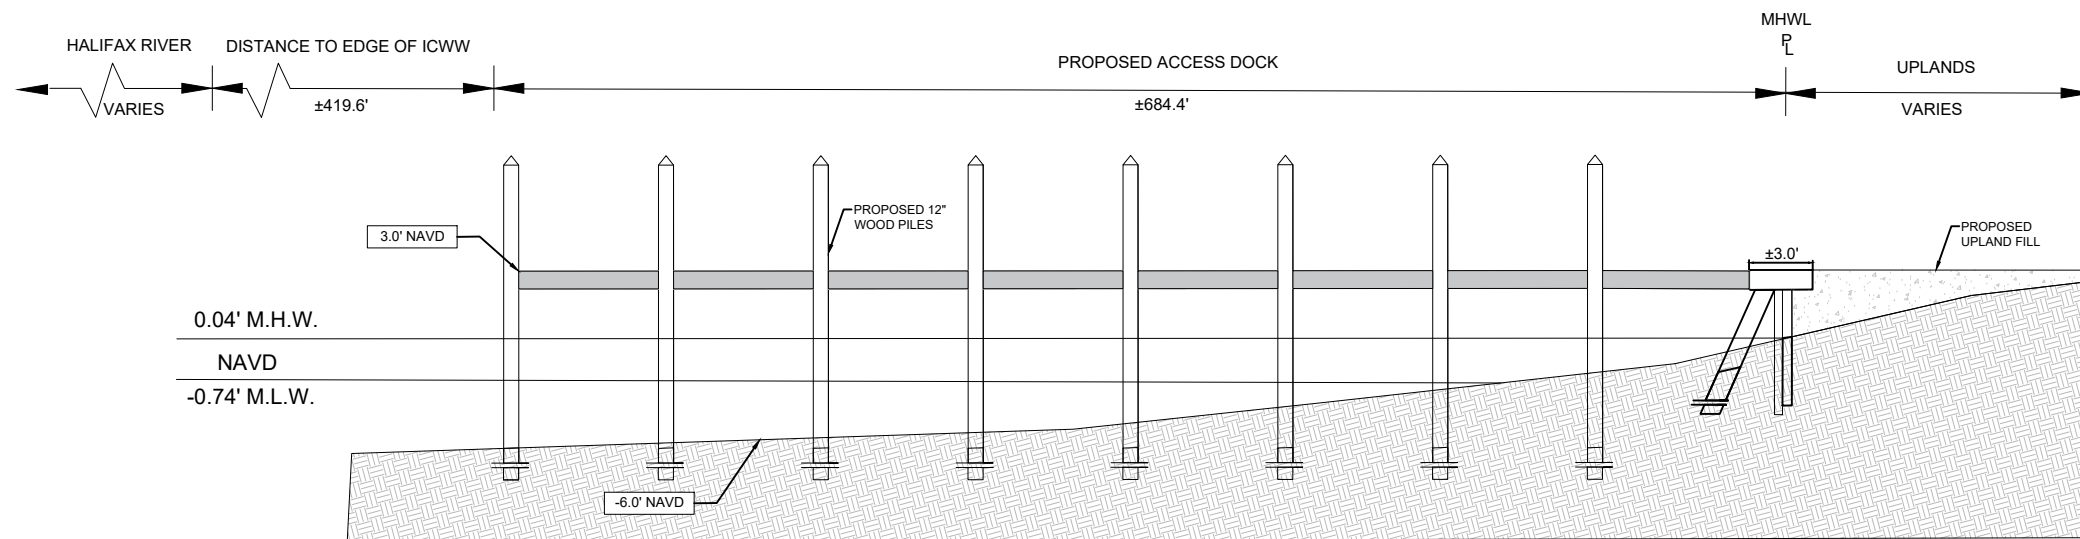 MHWL
PL
HALIFAX RIVER
DISTANCE TO EDGE OF ICWW
PROPOSED ACCESS DOCK
UPLANDS
VARIES
±419.6'
±684.4'
VARIES
PROPOSED 12"
WOOD PILES
3.0' NAVD
PROPOSED
UPLAND FILL
±3.0'
0.04' M.H.W.
NAVD
-0.74' M.L.W.
-6.0' NAVD